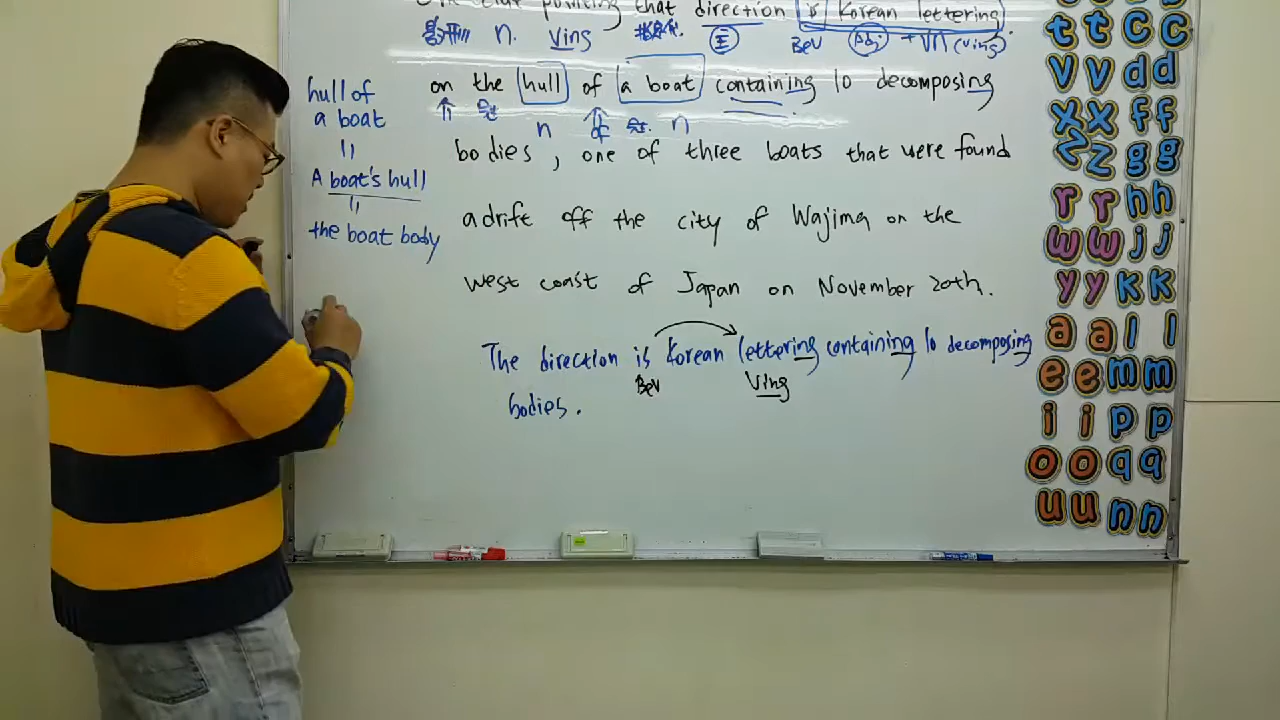 pointing that direction is Korean lettering
n. ving E BeV adj + Vn (ving).
hull of
a boat
on the hull of a boat containing 10 decomposing
n of n
bodies, one of three boats that were found
A boat's hull
the boat body
adrift off the city of Wajima on the
west coast of Japan on November 20th.
The direction is Korean lettering containing 10 decomposing
BeV Ving
bodies.
t t c c
v v d d
x x f f
z z g g
r r h h
w w j j
y y k k
a a l l
e e m m
i i p p
o o q q
u u n n